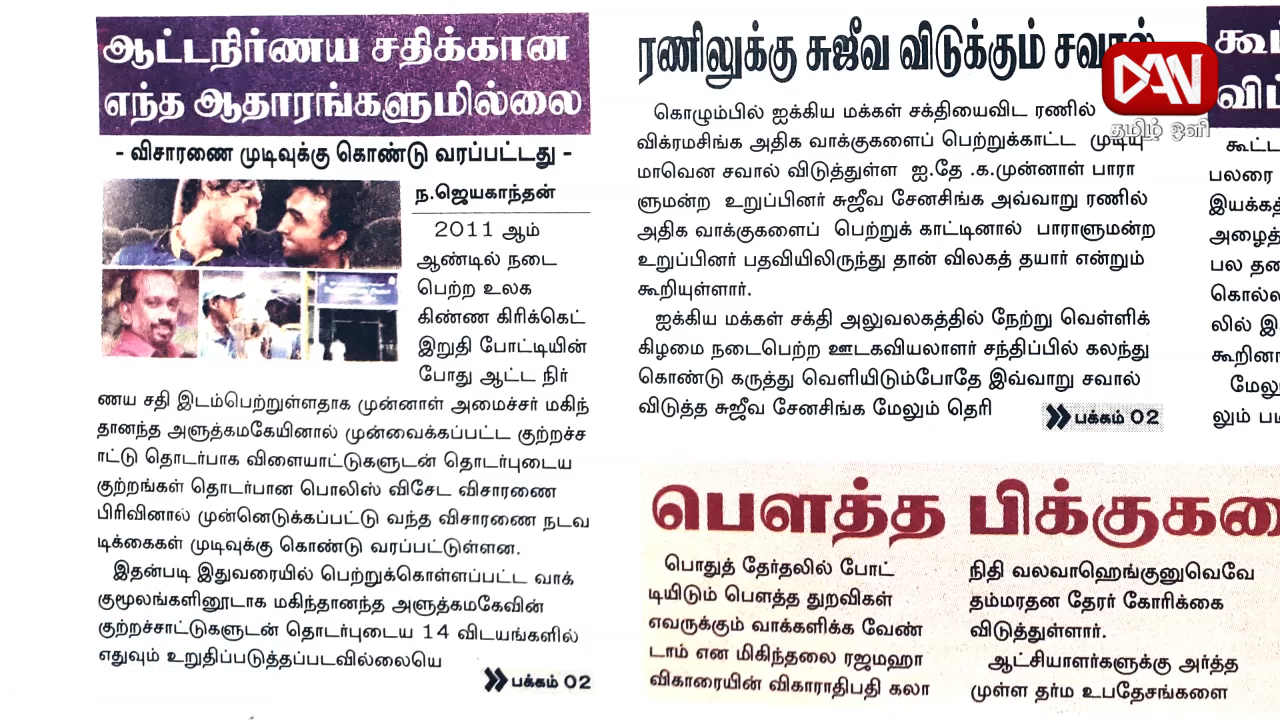 ஆட்டநிர்ணய சதிக்கான
எந்த ஆதாரங்களுமில்லை
- விசாரணை முடிவுக்கு கொண்டு வரப்பட்டது -
ந.ஜெயகாந்தன்
2011 ஆம்
ஆண்டில் நடை
பெற்ற உலக
கிண்ண கிரிக்கெட்
இறுதி போட்டியின்
போது ஆட்ட நிர்
ணய சதி இடம்பெற்றுள்ளதாக முன்னாள் அமைச்சர் மகிந்
தானந்த அளுத்கமகேயினால் முன்வைக்கப்பட்ட குற்றச்ச
ாட்டு தொடர்பாக விளையாட்டுகளுடன் தொடர்புடைய
குற்றங்கள் தொடர்பான பொலிஸ் விசேட விசாரணை
பிரிவினால் முன்னெடுக்கப்பட்டு வந்த விசாரணை நடவ
டிக்கைகள் முடிவுக்கு கொண்டு வரப்பட்டுள்ளன.
இதன்படி இதுவரையில் பெற்றுக்கொள்ளப்பட்ட வாக்
குமூலங்களினூடாக மகிந்தானந்த அளுத்கமகேவின்
குற்றச்சாட்டுகளுடன் தொடர்புடைய 14 விடயங்களில்
எதுவும் உறுதிப்படுத்தப்படவில்லையெ
பக்கம் 02
ரணிலுக்கு சுஜீவ விடுக்கும் சவால்
கொழும்பில் ஐக்கிய மக்கள் சக்தியைவிட ரணில்
விக்ரமசிங்க அதிக வாக்குகளைப் பெற்றுக்காட்ட முடியு
மாவென சவால் விடுத்துள்ள ஐ.தே .க.முன்னாள் பாரா
ளுமன்ற உறுப்பினர் சுஜீவ சேனசிங்க அவ்வாறு ரணில்
அதிக வாக்குகளைப் பெற்றுக் காட்டினால் பாராளுமன்ற
உறுப்பினர் பதவியிலிருந்து தான் விலகத் தயார் என்றும்
கூறியுள்ளார்.
ஐக்கிய மக்கள் சக்தி அலுவலகத்தில் நேற்று வெள்ளிக்
கிழமை நடைபெற்ற ஊடகவியலாளர் சந்திப்பில் கலந்து
கொண்டு கருத்து வெளியிடும்போதே இவ்வாறு சவால்
விடுத்த சுஜீவ சேனசிங்க மேலும் தெரி
பக்கம் 02
DAN
தமிழ் ஒளி
கூட்ட
பலரை
இயக்கத்
அழைத்
பல தன
கொல்ல
லில் இ
கூறினா
மேலு
லும் பட
பௌத்த பிக்குகளை
பொதுத் தேர்தலில் போட்
டியிடும் பௌத்த துறவிகள்
எவருக்கும் வாக்களிக்க வேண்
டாம் என மிகிந்தலை ரஜமஹா
விகாரையின் விகாராதிபதி கலா
நிதி வலவாஹெங்குனுவெவே
தம்மரதன தேரர் கோரிக்கை
விடுத்துள்ளார்.
ஆட்சியாளர்களுக்கு அர்த்த
முள்ள தர்ம உபதேசங்களை